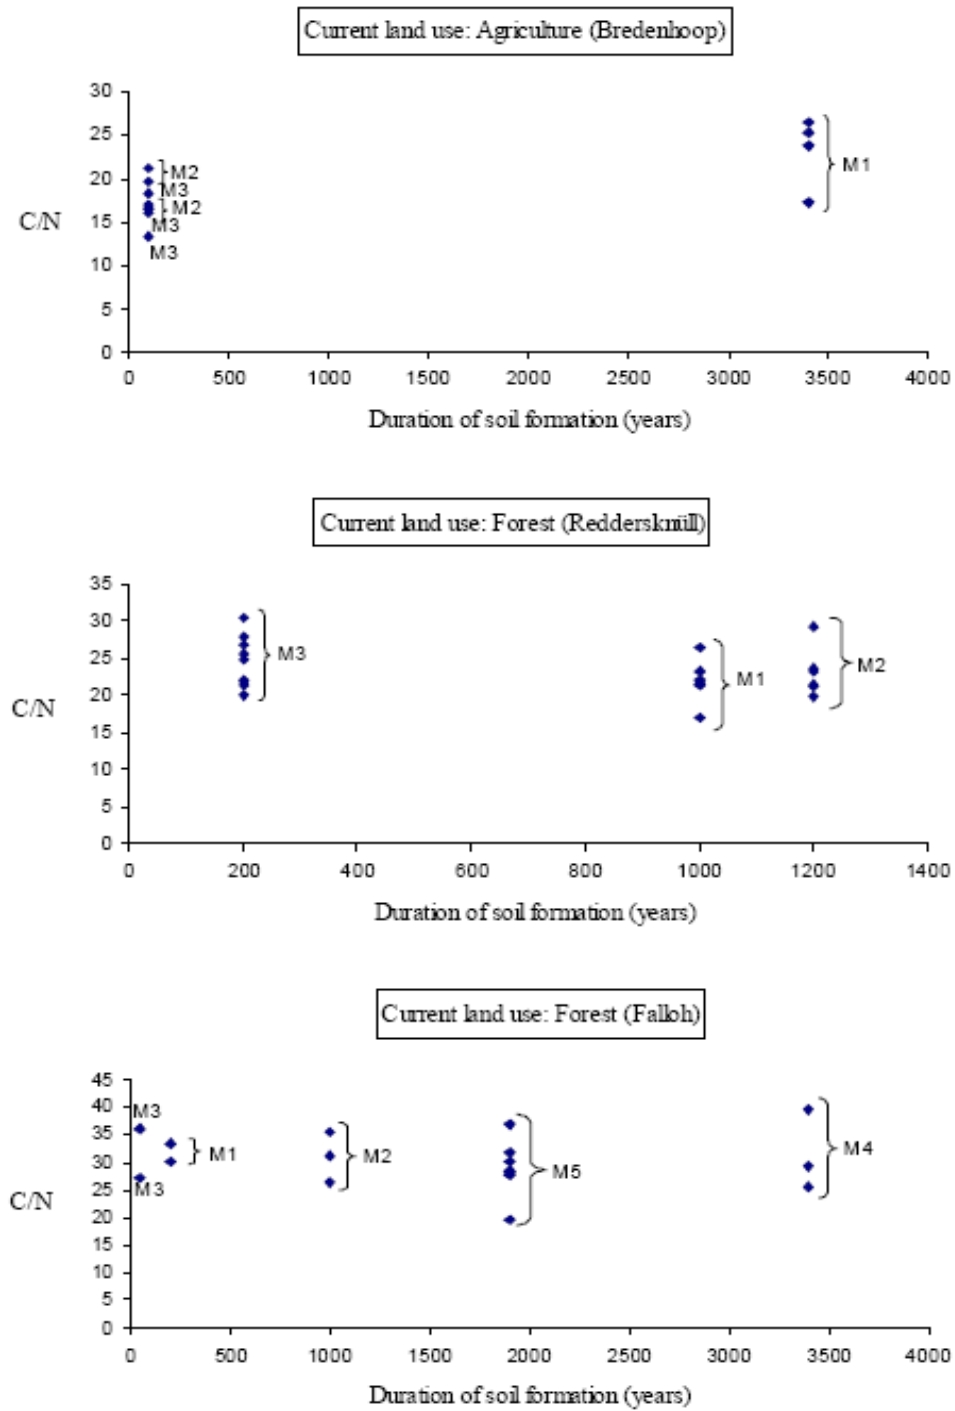 Current land use: Agriculture (Bredenhoop)
30
25
20
15
10
5
0
C/N
M2
M3
M2
M3
M3
M1
0 500 1000 1500 2000 2500 3000 3500 4000
Duration of soil formation (years)
Current land use: Forest (Reddersknüll)
35
30
25
20
15
10
5
0
C/N
M3
M1
M2
0 200 400 600 800 1000 1200 1400
Duration of soil formation (years)
Current land use: Forest (Falloh)
45
40
35
30
25
20
15
10
5
0
C/N
M3
M3
M1
M2
M5
M4
0 500 1000 1500 2000 2500 3000 3500 4000
Duration of soil formation (years)